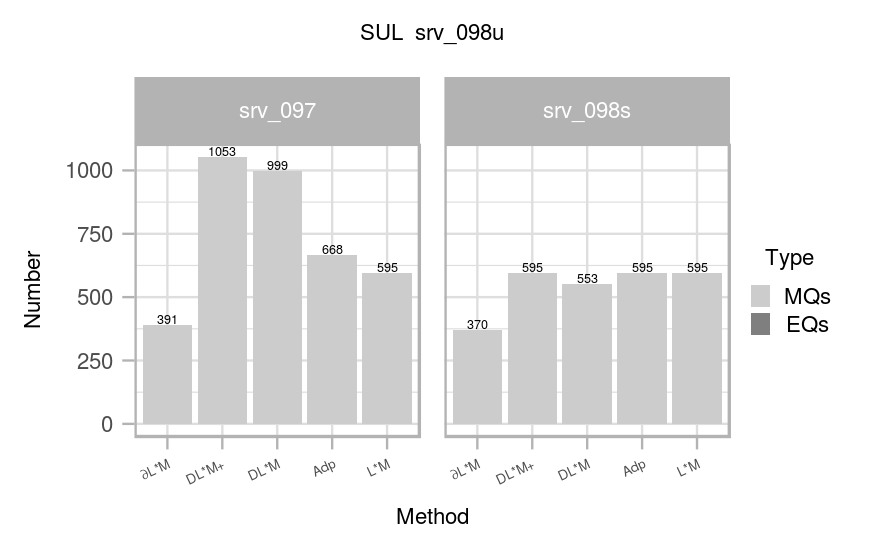 SUL srv_098u
srv_097 srv_098s
Number
1000
750
500
250
0
391 1053 999 668 595
370 595 553 595 595
∂L*M DL*M+ DL*M Adp L*M
∂L*M DL*M+ DL*M Adp L*M
Method
Type
MQs
EQs